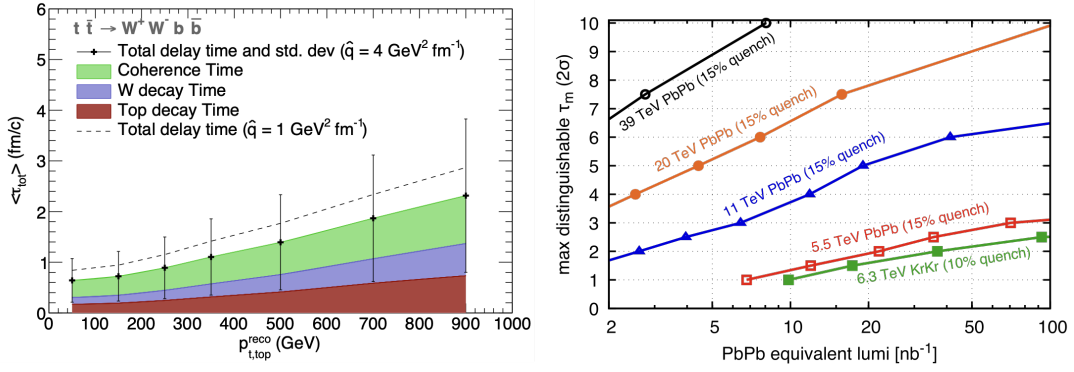 <τ_tot> (fm/c)
6
5
4
3
2
1
0
t t̄ → W⁺ W⁻ b b̄
Total delay time and std. dev (q̂ = 4 GeV² fm⁻¹)
Coherence Time
W decay Time
Top decay Time
Total delay time (q̂ = 1 GeV² fm⁻¹)
0 100 200 300 400 500 600 700 800 900 1000
p_{t,top}^{reco} (GeV)
max distinguishable τ_m (2σ)
10
9
8
7
6
5
4
3
2
1
0
39 TeV PbPb (15% quench)
20 TeV PbPb (15% quench)
11 TeV PbPb (15% quench)
5.5 TeV PbPb (15% quench)
6.3 TeV KrKr (10% quench)
2 5 10 20 50 100
PbPb equivalent lumi [nb⁻¹]